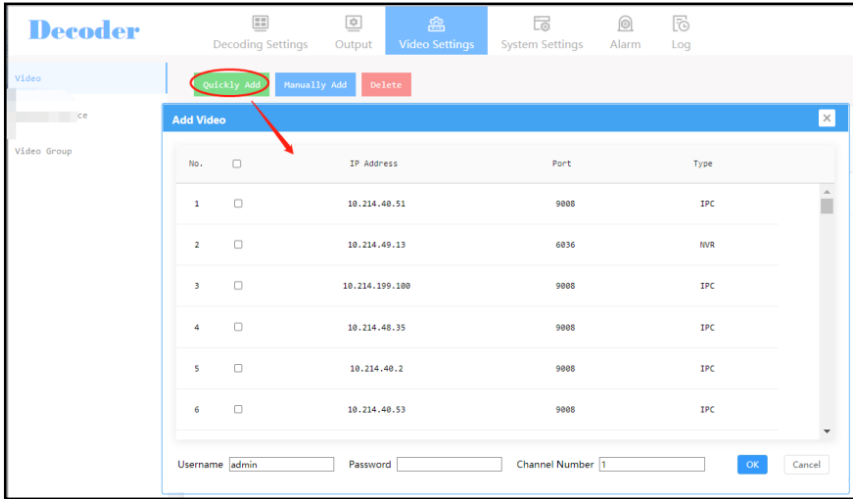 Decoder
Decoding Settings Output Video Settings System Settings Alarm Log
Video
Quickly Add Manually Add Delete
ce
Add Video
Video Group
No. IP Address Port Type
1 10.214.40.51 9008 IPC
2 10.214.49.13 6036 NVR
3 10.214.199.100 9008 IPC
4 10.214.48.35 9008 IPC
5 10.214.40.2 9008 IPC
6 10.214.40.53 9008 IPC
Username admin Password Channel Number 1 OK Cancel